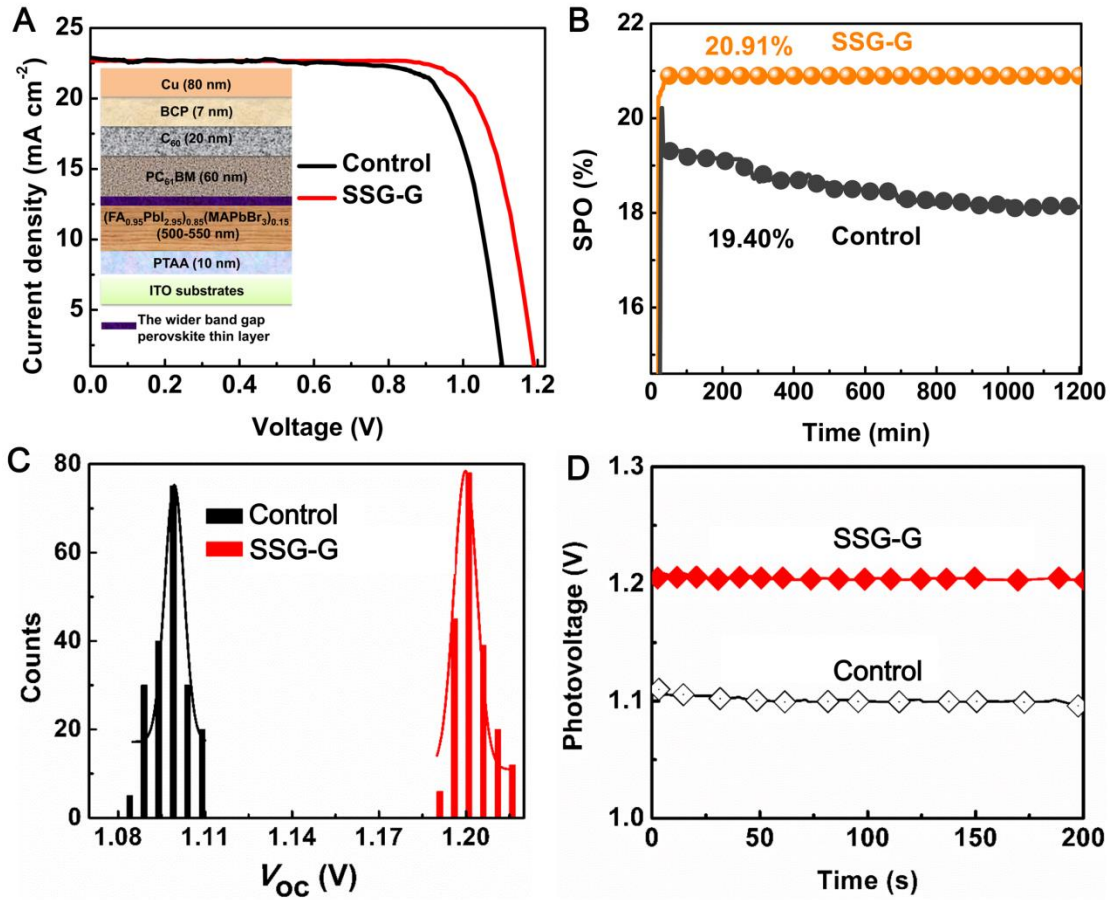 A
Current density (mA cm⁻²)
25
20
15
10
5
0.0 0.2 0.4 0.6 0.8 1.0 1.2
Voltage (V)
Cu (80 nm)
BCP (7 nm)
C₆₀ (20 nm)
PC₆₁BM (60 nm)
(FA₀.₉₅PbI₂.₉₅)₀.₈₅(MAPbBr₃)₀.₁₅
(500-550 nm)
PTAA (10 nm)
ITO substrates
The wider band gap
perovskite thin layer
Control
SSG-G
B
SPO (%)
22
20
18
16
0 200 400 600 800 1000 1200
Time (min)
20.91% SSG-G
19.40% Control
C
Counts
80
60
40
20
0
1.08 1.11 1.14 1.17 1.20
V_OC (V)
Control
SSG-G
D
Photovoltage (V)
1.3
1.2
1.1
1.0
0 50 100 150 200
Time (s)
SSG-G
Control